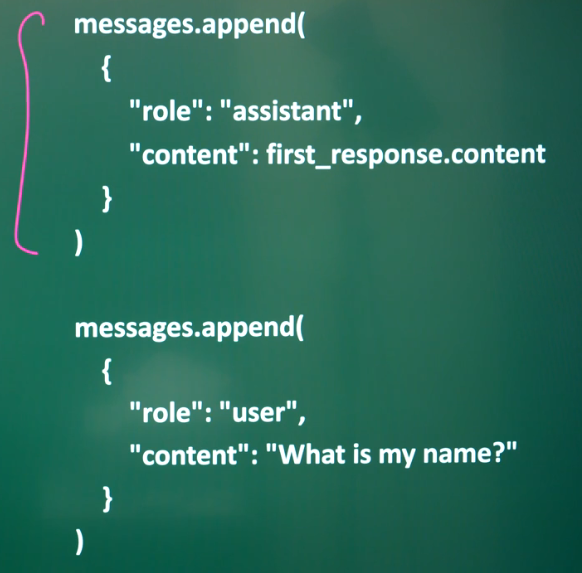 messages.append(
{
"role": "assistant",
"content": first_response.content
}
)
messages.append(
{
"role": "user",
"content": "What is my name?"
}
)